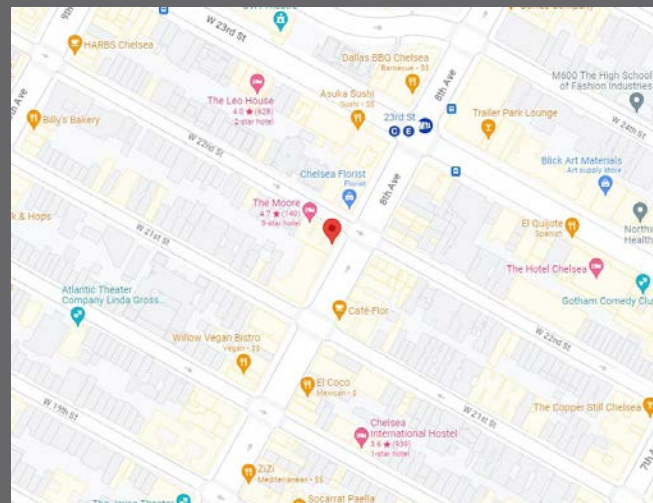 W 23rd St
HARBS Chelsea
Dallas BBQ Chelsea
Barbecue · $$
8th Ave
M600 The High School
of Fashion Industries
The Leo House
4.0 ★ (628)
2-star hotel
Asuka Sushi
Sushi · $$
23rd St
C E
Trailer Park Lounge
W 24th St
Billy's Bakery
W 22nd St
Chelsea Florist
Florist
8th Ave
Blick Art Materials
Art supply store
The Moore
4.7 ★ (140)
3-star hotel
k & Hops
W 21st St
El Quijote
Spanish
Northw
Health
The Hotel Chelsea
Atlantic Theater
Company Linda Gross...
Gotham Comedy Clu
Café-Flor
Willow Vegan Bistro
Vegan · $$
W 22nd St
El Coco
Mexican · $
W 19th St
W 21st St
The Copper Still Chelsea
Chelsea
International Hostel
3.6 ★ (939)
1-star hotel
7th
ZiZi
Mediterranean · $$
Socarrat Paella